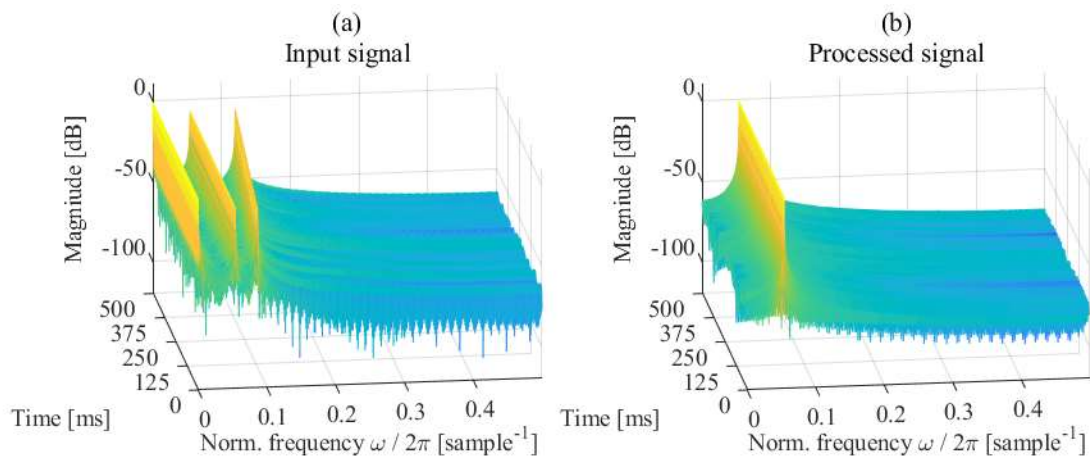 (a)
Input signal
0
-50
-100
Magniude [dB]
500
375
250
125
0
Time [ms]
0
0.1
0.2
0.3
0.4
Norm. frequency ω / 2π [sample⁻¹]
(b)
Processed signal
0
-50
-100
Magniude [dB]
500
375
250
125
0
Time [ms]
0
0.1
0.2
0.3
0.4
Norm. frequency ω / 2π [sample⁻¹]